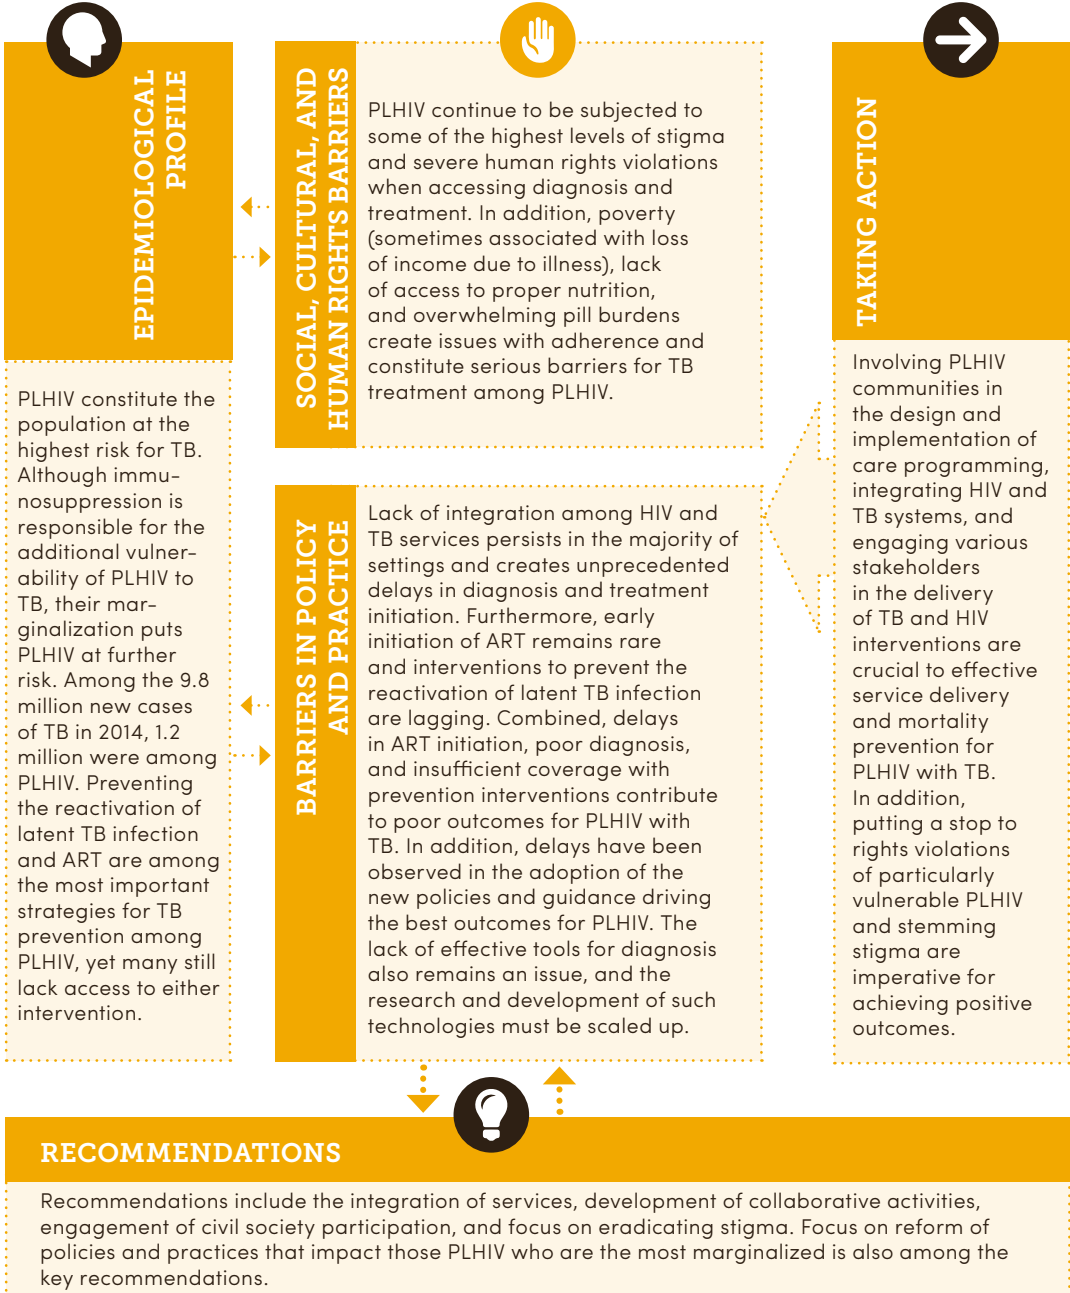 EPIDEMIOLOGICAL
PROFILE
PLHIV constitute the
population at the
highest risk for TB.
Although immu-
nosuppression is
responsible for the
additional vulner-
ability of PLHIV to
TB, their mar-
ginalization puts
PLHIV at further
risk. Among the 9.8
million new cases
of TB in 2014, 1.2
million were among
PLHIV. Preventing
the reactivation of
latent TB infection
and ART are among
the most important
strategies for TB
prevention among
PLHIV, yet many still
lack access to either
intervention.
SOCIAL, CULTURAL, AND
HUMAN RIGHTS BARRIERS
PLHIV continue to be subjected to
some of the highest levels of stigma
and severe human rights violations
when accessing diagnosis and
treatment. In addition, poverty
(sometimes associated with loss
of income due to illness), lack
of access to proper nutrition,
and overwhelming pill burdens
create issues with adherence and
constitute serious barriers for TB
treatment among PLHIV.
BARRIERS IN POLICY
AND PRACTICE
Lack of integration among HIV and
TB services persists in the majority of
settings and creates unprecedented
delays in diagnosis and treatment
initiation. Furthermore, early
initiation of ART remains rare
and interventions to prevent the
reactivation of latent TB infection
are lagging. Combined, delays
in ART initiation, poor diagnosis,
and insufficient coverage with
prevention interventions contribute
to poor outcomes for PLHIV with
TB. In addition, delays have been
observed in the adoption of the
new policies and guidance driving
the best outcomes for PLHIV. The
lack of effective tools for diagnosis
also remains an issue, and the
research and development of such
technologies must be scaled up.
TAKING ACTION
Involving PLHIV
communities in
the design and
implementation of
care programming,
integrating HIV and
TB systems, and
engaging various
stakeholders
in the delivery
of TB and HIV
interventions are
crucial to effective
service delivery
and mortality
prevention for
PLHIV with TB.
In addition,
putting a stop to
rights violations
of particularly
vulnerable PLHIV
and stemming
stigma are
imperative for
achieving positive
outcomes.
RECOMMENDATIONS
Recommendations include the integration of services, development of collaborative activities,
engagement of civil society participation, and focus on eradicating stigma. Focus on reform of
policies and practices that impact those PLHIV who are the most marginalized is also among the
key recommendations.